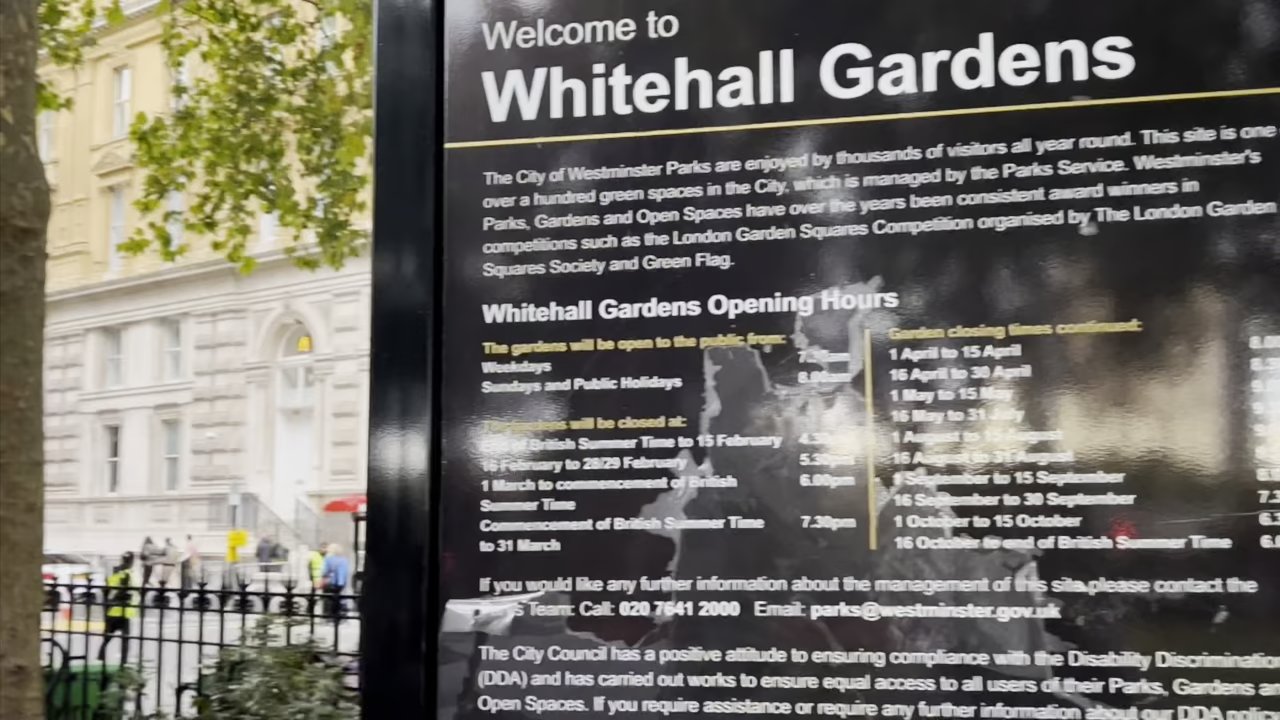 Welcome to
Whitehall Gardens
The City of Westminster Parks are enjoyed by thousands of visitors all year round. This site is one
over a hundred green spaces in the City, which is managed by the Parks Service. Westminster's
Parks, Gardens and Open Spaces have over the years been consistent award winners in
competitions such as the London Garden Squares Competition organised by The London Garden
Squares Society and Green Flag.
Whitehall Gardens Opening Hours
The gardens will be open to the public from:
Weekdays
Sundays and Public Holidays
will be closed at:
of British Summer Time to 15 February 4.30
16 February to 28/29 February 5.30pm
1 March to commencement of British 6.00pm
Summer Time
Commencement of British Summer Time 7.30pm
to 31 March
Garden closing times continued:
1 April to 15 April
16 April to 30 April
1 May to 15 May
16 May to 31 July
1 August to August
16 August to 31 August
1 September to 15 September
16 September to 30 September
1 October to 15 October
16 October to end of British Summer Time
If you would like any further information about the management of this site, please contact the
Team: Call: 020 7641 2000 Email: parks@westminster.gov.uk
The City Council has a positive attitude to ensuring compliance with the Disability Discrimination
(DDA) and has carried out works to ensure equal access to all users of their Parks, Gardens
Open Spaces. If you require assistance or require any further information about our DDA policy